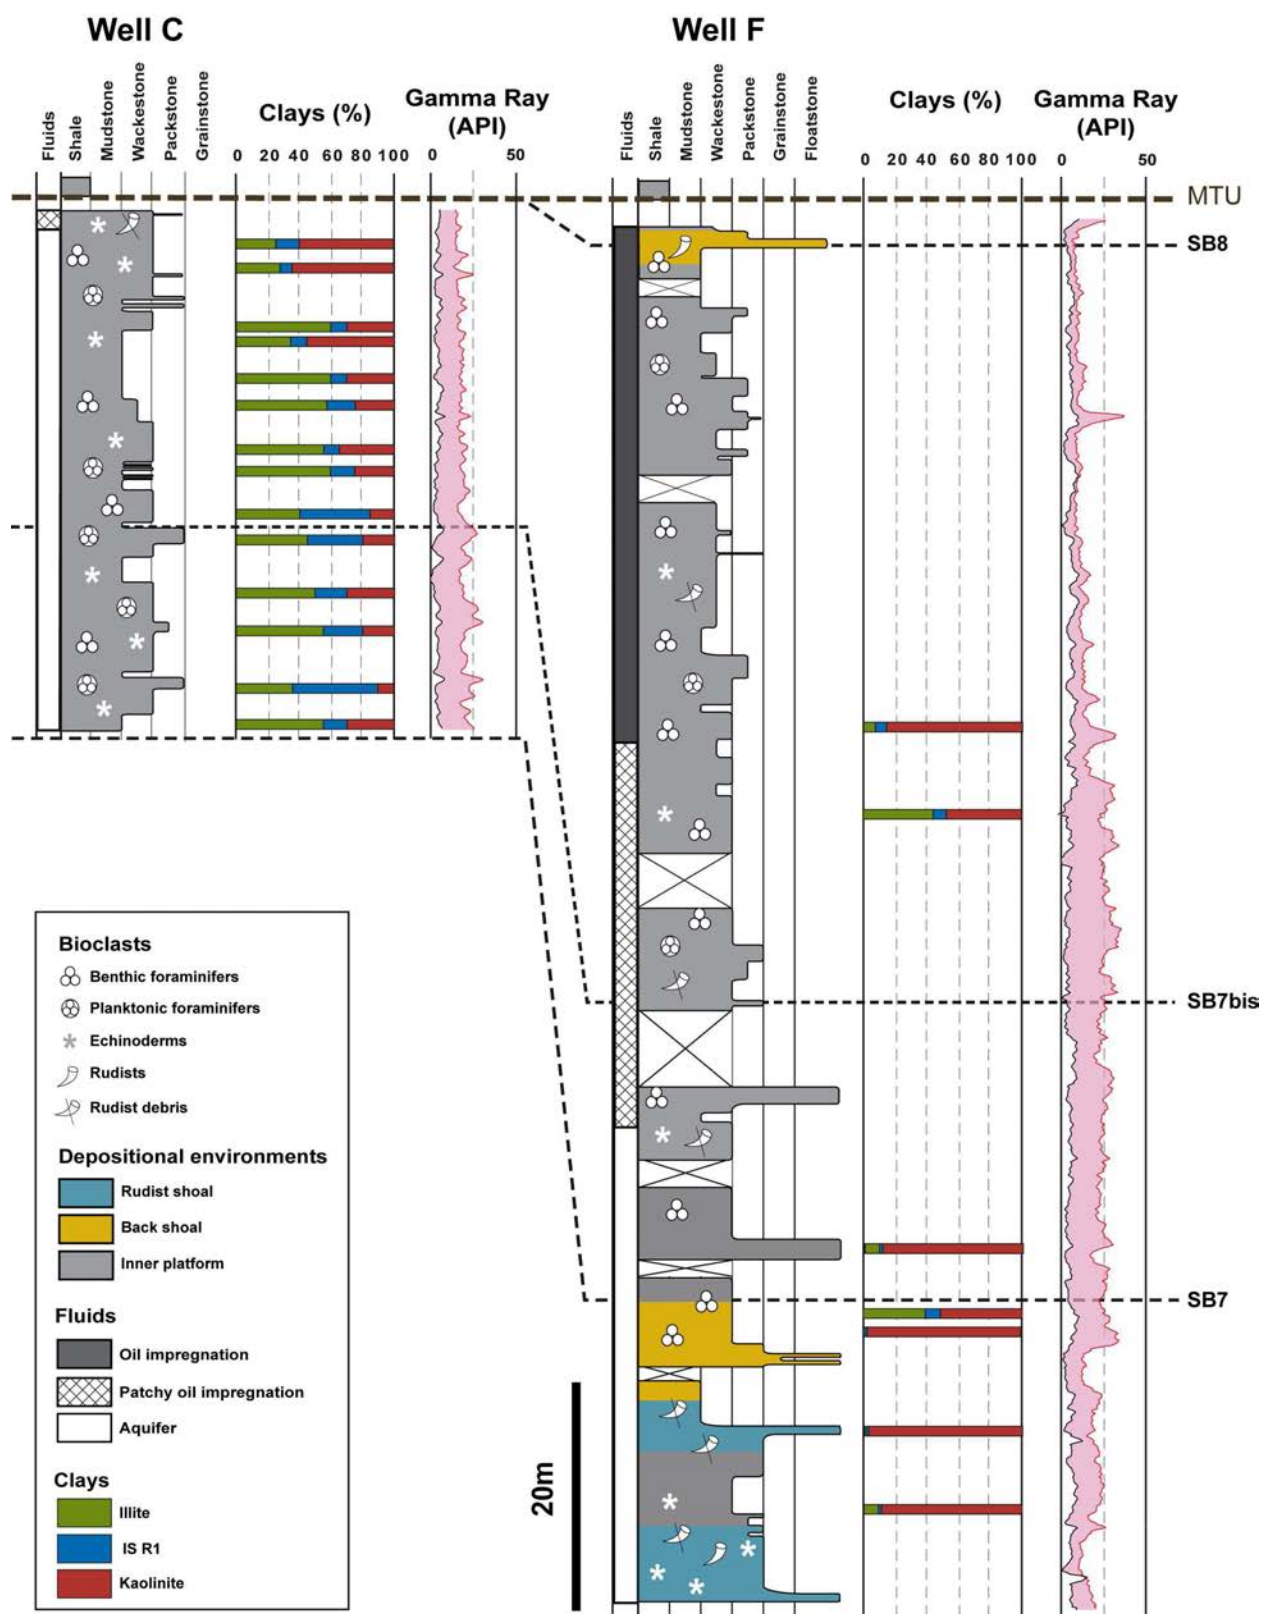 Well C
Well F
Fluids
Shale
Mudstone
Wackestone
Packstone
Grainstone
Clays (%)
0 20 40 60 80 100
Gamma Ray
(API)
0 50
Fluids
Shale
Mudstone
Wackestone
Packstone
Grainstone
Floatstone
Clays (%)
0 20 40 60 80 100
Gamma Ray
(API)
0 50
MTU
SB8
SB7bis
SB7
20m
Bioclasts
Benthic foraminifers
Planktonic foraminifers
Echinoderms
Rudists
Rudist debris
Depositional environments
Rudist shoal
Back shoal
Inner platform
Fluids
Oil impregnation
Patchy oil impregnation
Aquifer
Clays
Illite
IS R1
Kaolinite